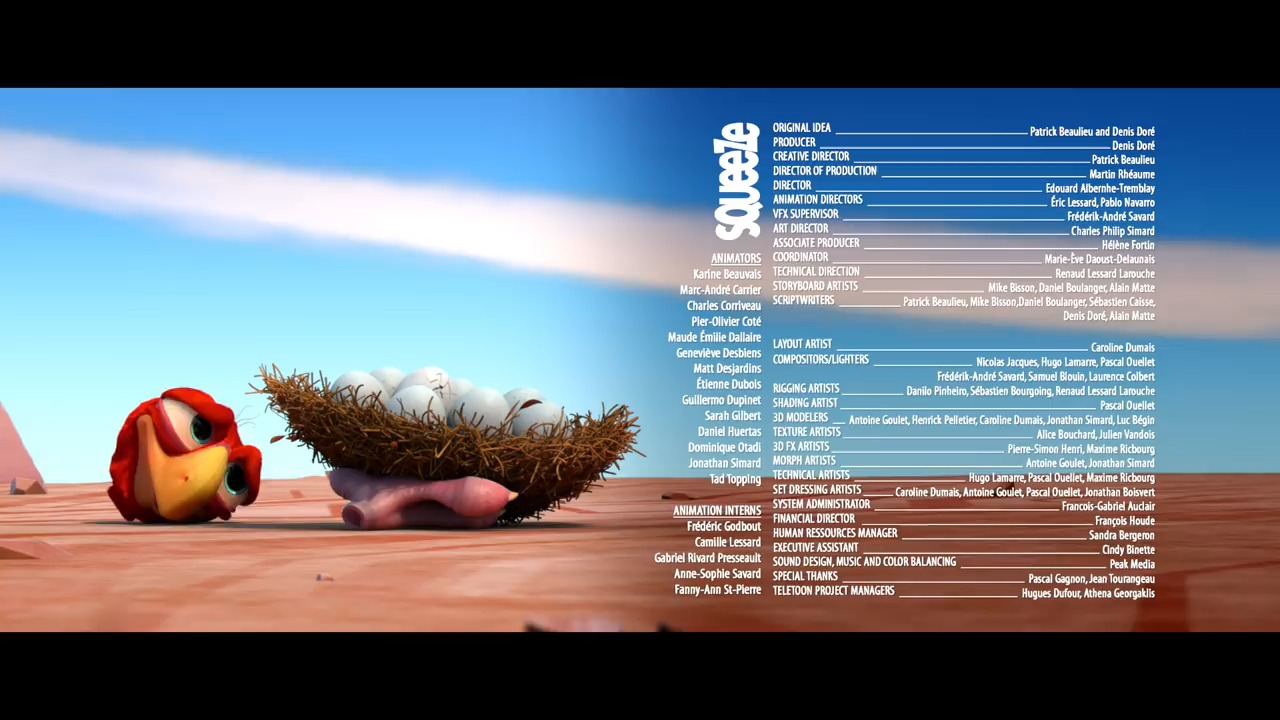 squeeze
ANIMATORS
Karine Beauvais
Marc-André Carrier
Charles Corriveau
Pier-Olivier Coté
Maude Émilie Dallaire
Geneviève Desbiens
Matt Desjardins
Étienne Dubois
Guillermo Dupinet
Sarah Gilbert
Daniel Huertas
Dominique Otadi
Jonathan Simard
Tad Topping
ANIMATION INTERNS
Frédéric Godbout
Camille Lessard
Gabriel Rivard Presseault
Anne-Sophie Savard
Fanny-Ann St-Pierre
ORIGINAL IDEA Patrick Beaulieu and Denis Doré
PRODUCER Denis Doré
CREATIVE DIRECTOR Patrick Beaulieu
DIRECTOR OF PRODUCTION Martin Rhéaume
DIRECTOR Edouard Albernhe-Tremblay
ANIMATION DIRECTORS Éric Lessard, Pablo Navarro
VFX SUPERVISOR Frédérik-André Savard
ART DIRECTOR Charles Philip Simard
ASSOCIATE PRODUCER Hélène Fortin
COORDINATOR Marie-Ève Daoust-Delaunais
TECHNICAL DIRECTION Renaud Lessard Larouche
STORYBOARD ARTISTS Mike Bisson, Daniel Boulanger, Alain Matte
SCRIPTWRITERS Patrick Beaulieu, Mike Bisson,Daniel Boulanger, Sébastien Caisse,
Denis Doré, Alain Matte
LAYOUT ARTIST Caroline Dumais
COMPOSITORS/LIGHTERS Nicolas Jacques, Hugo Lamarre, Pascal Ouellet
Frédérik-André Savard, Samuel Blouin, Laurence Colbert
RIGGING ARTISTS Danilo Pinheiro, Sébastien Bourgoing, Renaud Lessard Larouche
SHADING ARTIST Pascal Ouellet
3D MODELERS Antoine Goulet, Henrick Pelletier, Caroline Dumais, Jonathan Simard, Luc Bégin
TEXTURE ARTISTS Alice Bouchard, Julien Vandois
3D FX ARTISTS Pierre-Simon Henri, Maxime Ricbourg
MORPH ARTISTS Antoine Goulet, Jonathan Simard
TECHNICAL ARTISTS Hugo Lamarre, Pascal Ouellet, Maxime Ricbourg
SET DRESSING ARTISTS Caroline Dumais, Antoine Goulet, Pascal Ouellet, Jonathan Boisvert
SYSTEM ADMINISTRATOR Francois-Gabriel Auclair
FINANCIAL DIRECTOR François Houde
HUMAN RESSOURCES MANAGER Sandra Bergeron
EXECUTIVE ASSISTANT Cindy Binette
SOUND DESIGN, MUSIC AND COLOR BALANCING Peak Media
SPECIAL THANKS Pascal Gagnon, Jean Tourangeau
TELETOON PROJECT MANAGERS Hugues Dufour, Athena Georgaklis